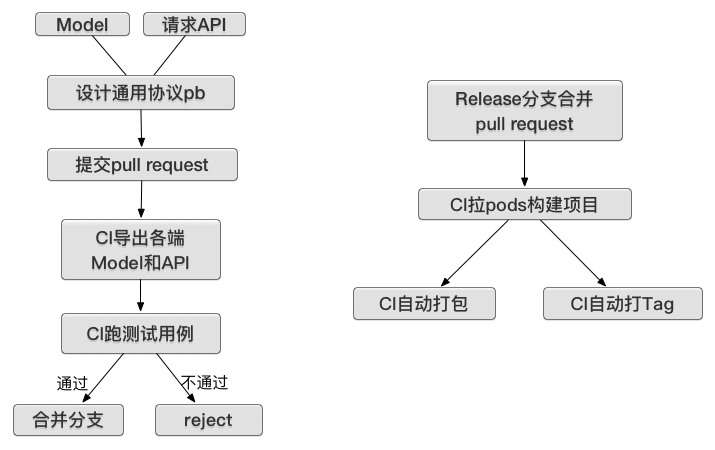 Model
请求API
设计通用协议pb
提交pull request
CI导出各端
Model和API
CI跑测试用例
通过
不通过
合并分支
reject
Release分支合并
pull request
CI拉pods构建项目
CI自动打包
CI自动打Tag